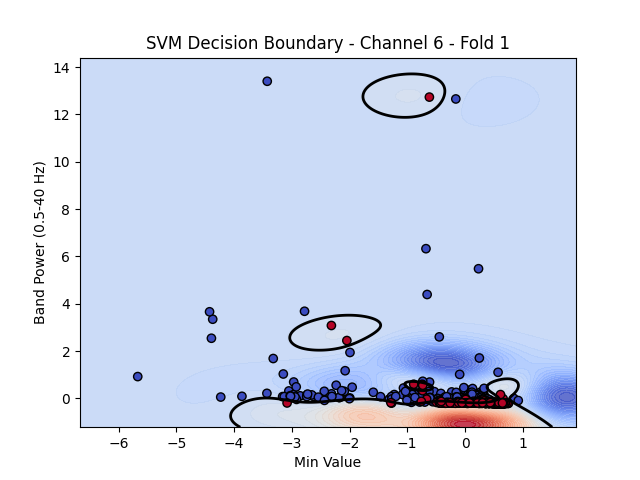 SVM Decision Boundary - Channel 6 - Fold 1
14
12
10
8
6
4
2
0
Band Power (0.5-40 Hz)
−6 −5 −4 −3 −2 −1 0 1
Min Value